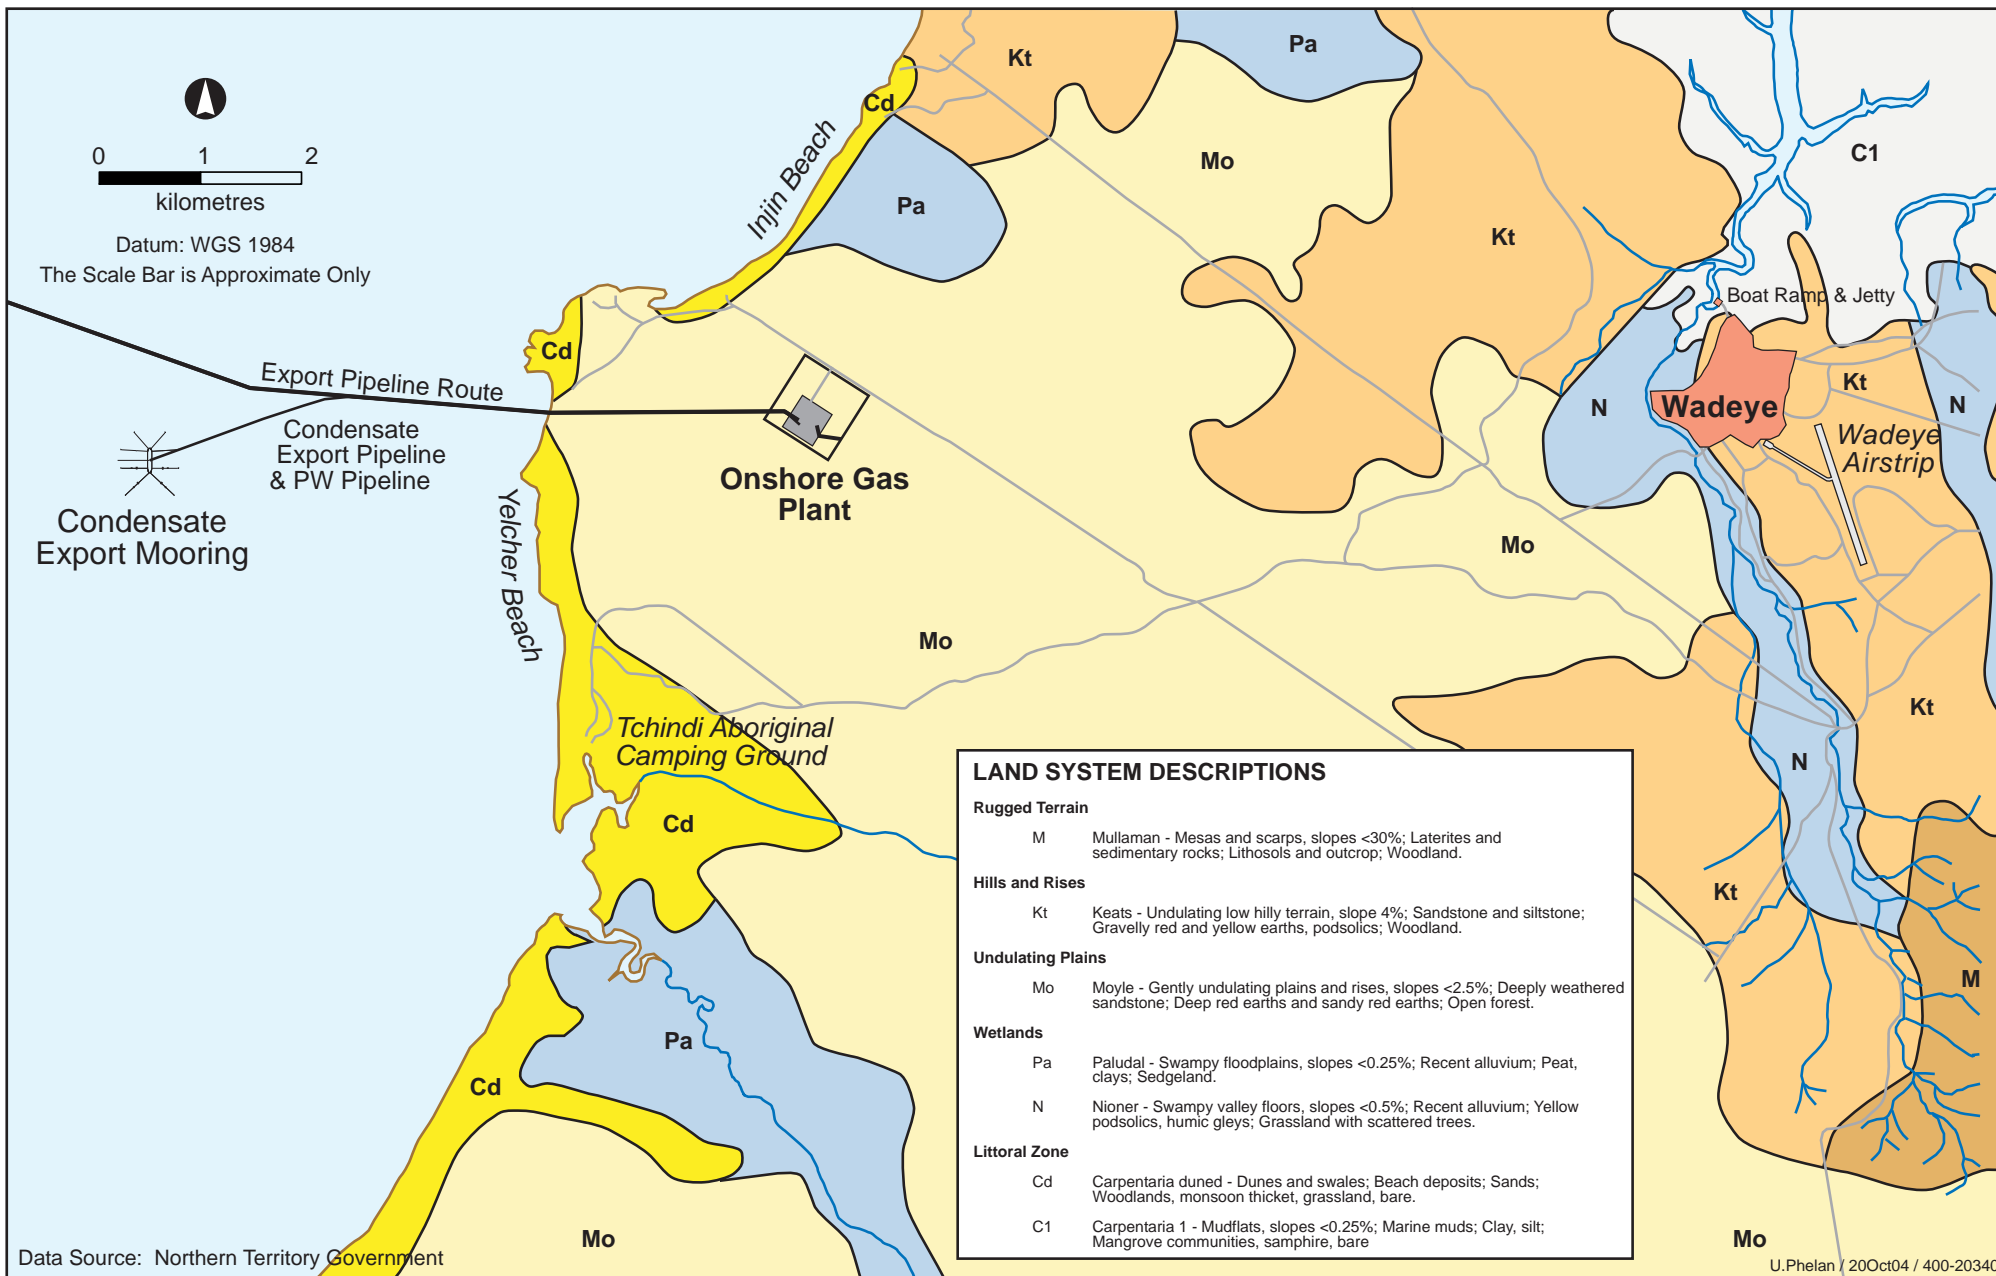 Kt
Pa
Cd
0 1 2
kilometres
Datum: WGS 1984
The Scale Bar is Approximate Only
Injin Beach
Pa
Mo
C1
Kt
Boat Ramp & Jetty
Cd
Export Pipeline Route
Condensate
Export Pipeline
& PW Pipeline
Condensate
Export Mooring
Onshore Gas
Plant
Yelcher Beach
N
Wadeye
Kt
N
Wadeye
Airstrip
Mo
Mo
Kt
Tchindi Aboriginal
Camping Ground
Cd
N
Kt
M
Pa
Cd
Mo
Mo
LAND SYSTEM DESCRIPTIONS
Rugged Terrain
M Mullaman - Mesas and scarps, slopes <30%; Laterites and
sedimentary rocks; Lithosols and outcrop; Woodland.
Hills and Rises
Kt Keats - Undulating low hilly terrain, slope 4%; Sandstone and siltstone;
Gravelly red and yellow earths, podsolics; Woodland.
Undulating Plains
Mo Moyle - Gently undulating plains and rises, slopes <2.5%; Deeply weathered
sandstone; Deep red earths and sandy red earths; Open forest.
Wetlands
Pa Paludal - Swampy floodplains, slopes <0.25%; Recent alluvium; Peat,
clays; Sedgeland.
N Nioner - Swampy valley floors, slopes <0.5%; Recent alluvium; Yellow
podsolics, humic gleys; Grassland with scattered trees.
Littoral Zone
Cd Carpentaria duned - Dunes and swales; Beach deposits; Sands;
Woodlands, monsoon thicket, grassland, bare.
C1 Carpentaria 1 - Mudflats, slopes <0.25%; Marine muds; Clay, silt;
Mangrove communities, samphire, bare
Data Source: Northern Territory Government
U.Phelan / 20Oct04 / 400-20340